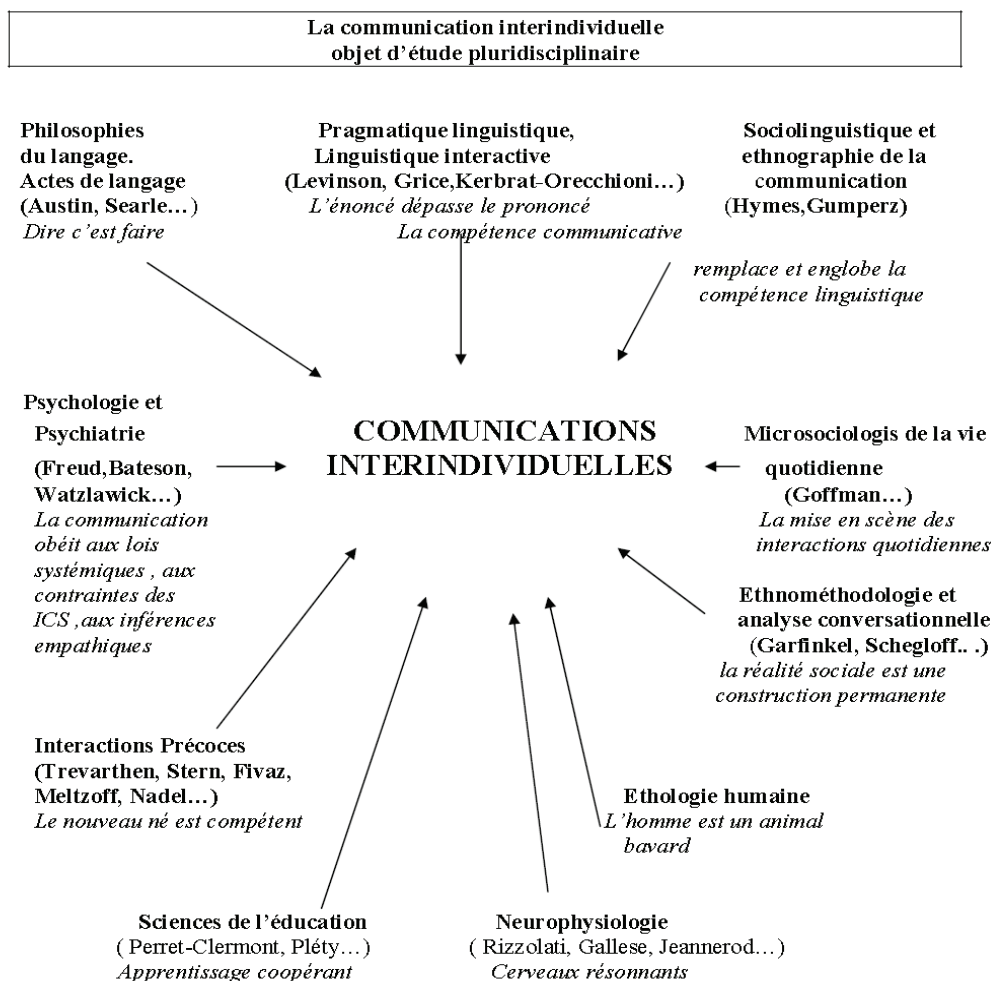 La communication interindividuelle
objet d'étude pluridisciplinaire
Philosophies
du langage.
Actes de langage
(Austin, Searle…)
Dire c'est faire
Pragmatique linguistique,
Linguistique interactive
(Levinson, Grice,Kerbrat-Orecchioni…)
L'énoncé dépasse le prononcé
La compétence communicative
Sociolinguistique et
ethnographie de la
communication
(Hymes,Gumperz)
remplace et englobe la
compétence linguistique
Psychologie et
Psychiatrie
(Freud,Bateson,
Watzlawick…)
La communication
obéit aux lois
systémiques , aux
contraintes des
ICS ,aux inférences
empathiques
COMMUNICATIONS
INTERINDIVIDUELLES
Microsociologis de la vie
quotidienne
(Goffman…)
La mise en scène des
interactions quotidiennes
Ethnométhodologie et
analyse conversationnelle
(Garfinkel, Schegloff.. .)
la réalité sociale est une
construction permanente
Interactions Précoces
(Trevarthen, Stern, Fivaz,
Meltzoff, Nadel…)
Le nouveau né est compétent
Ethologie humaine
L'homme est un animal
bavard
Sciences de l'éducation
( Perret-Clermont, Pléty…)
Apprentissage coopérant
Neurophysiologie
( Rizzolati, Gallese, Jeannerod…)
Cerveaux résonnants